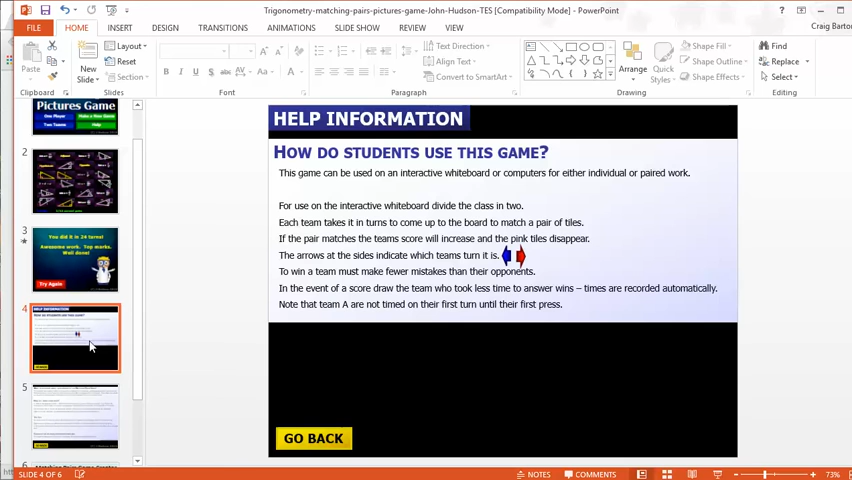 Trigonometry-matching-pairs-pictures-game-John-Hudson-TES [Compatibility Mode] - PowerPoint
FILE HOME INSERT DESIGN TRANSITIONS ANIMATIONS SLIDE SHOW REVIEW VIEW
Craig Barton
Paste
New Slide
Layout
Reset
Section
Text Direction
Align Text
Convert to SmartArt
Arrange
Quick Styles
Shape Fill
Shape Outline
Shape Effects
Find
Replace
Select
Clipboard Slides Font Paragraph Drawing Editing
Pictures Game
One Player
Make a New Game
Two Teams
Help
2
3
You did it in 24 turns!
Awesome work. Top marks.
Well done!
Try Again
4
HELP INFORMATION
5
6
Matching Pairs Game Creator
HELP INFORMATION
HOW DO STUDENTS USE THIS GAME?
This game can be used on an interactive whiteboard or computers for either individual or paired work.
For use on the interactive whiteboard divide the class in two.
Each team takes it in turns to come up to the board to match a pair of tiles.
If the pair matches the teams score will increase and the pink tiles disappear.
The arrows at the sides indicate which teams turn it is.
To win a team must make fewer mistakes than their opponents.
In the event of a score draw the team who took less time to answer wins – times are recorded automatically.
Note that team A are not timed on their first turn until their first press.
GO BACK
SLIDE 4 OF 6
NOTES
COMMENTS
73%